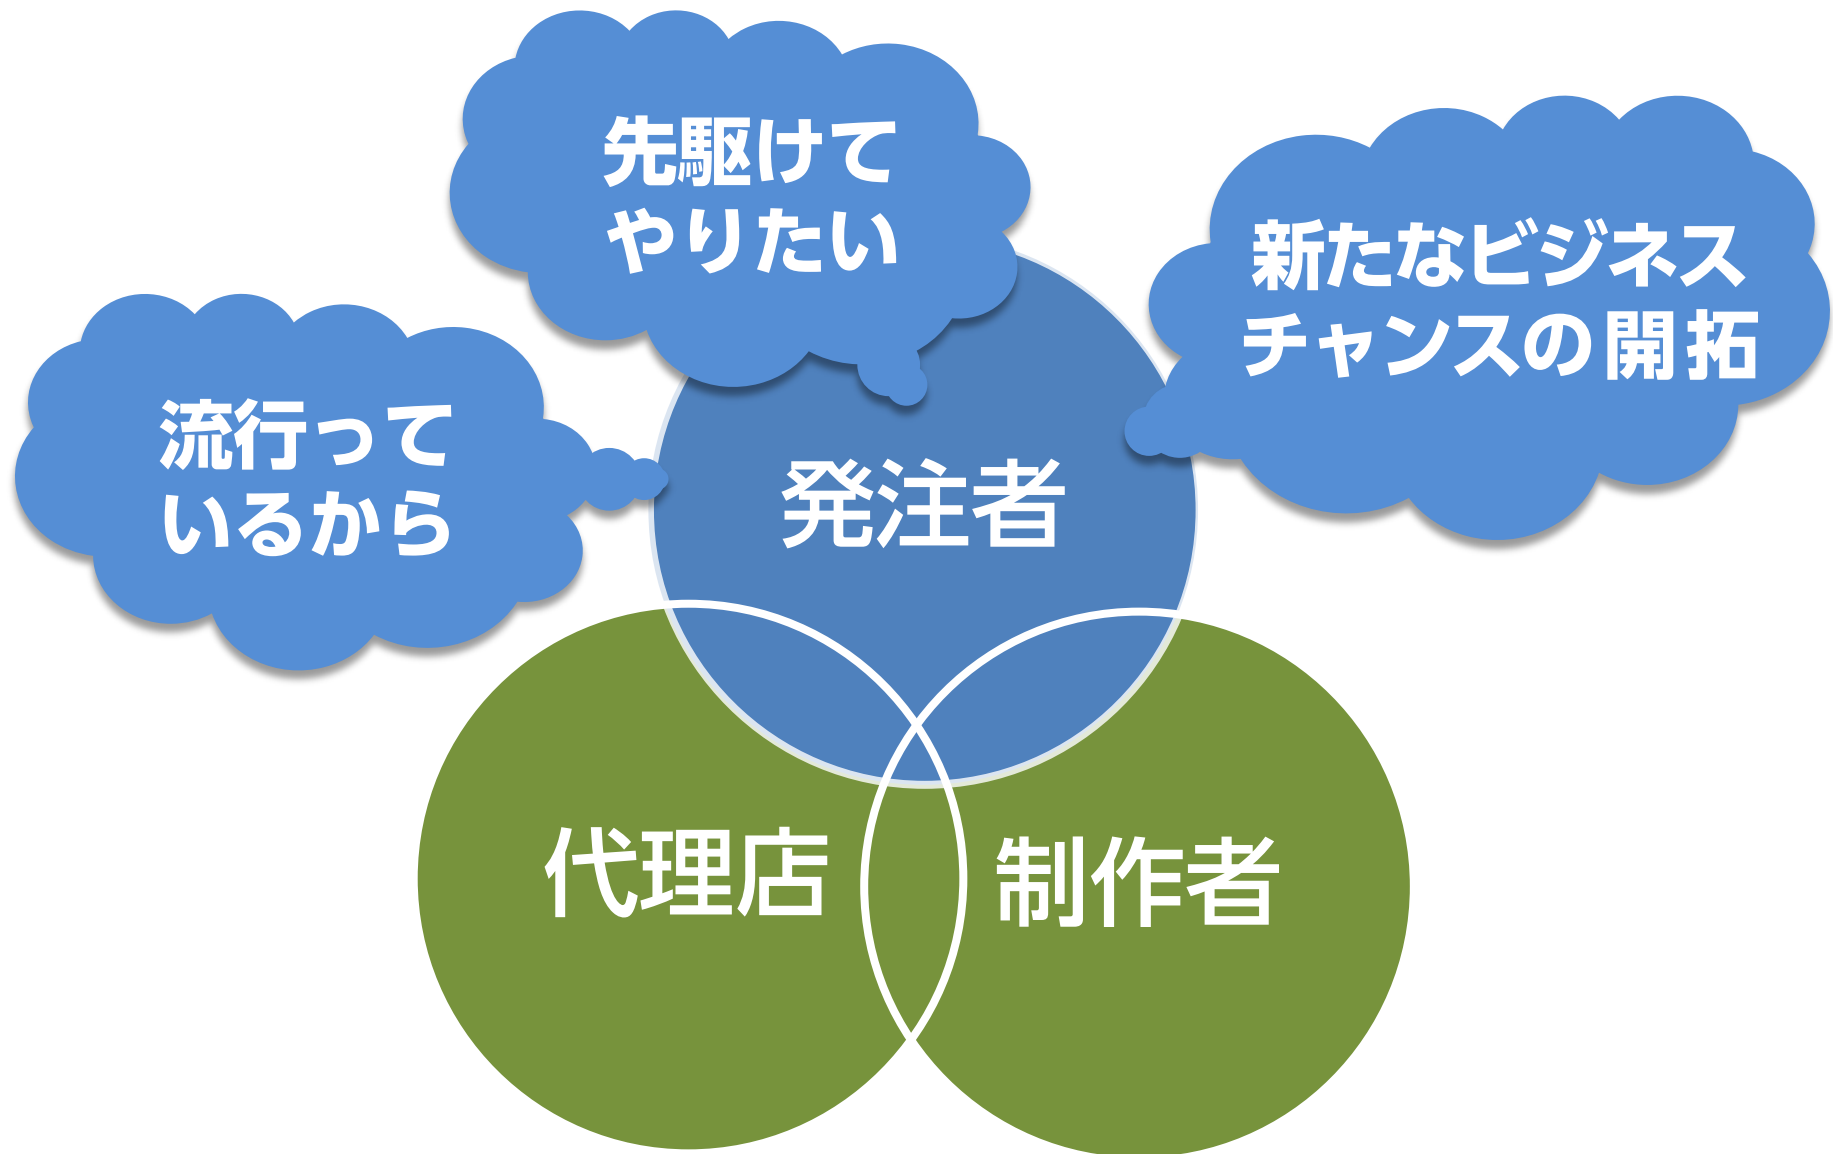 先駆けて
やりたい
新たなビジネス
チャンスの開拓
流行って
いるから
発注者
代理店
制作者